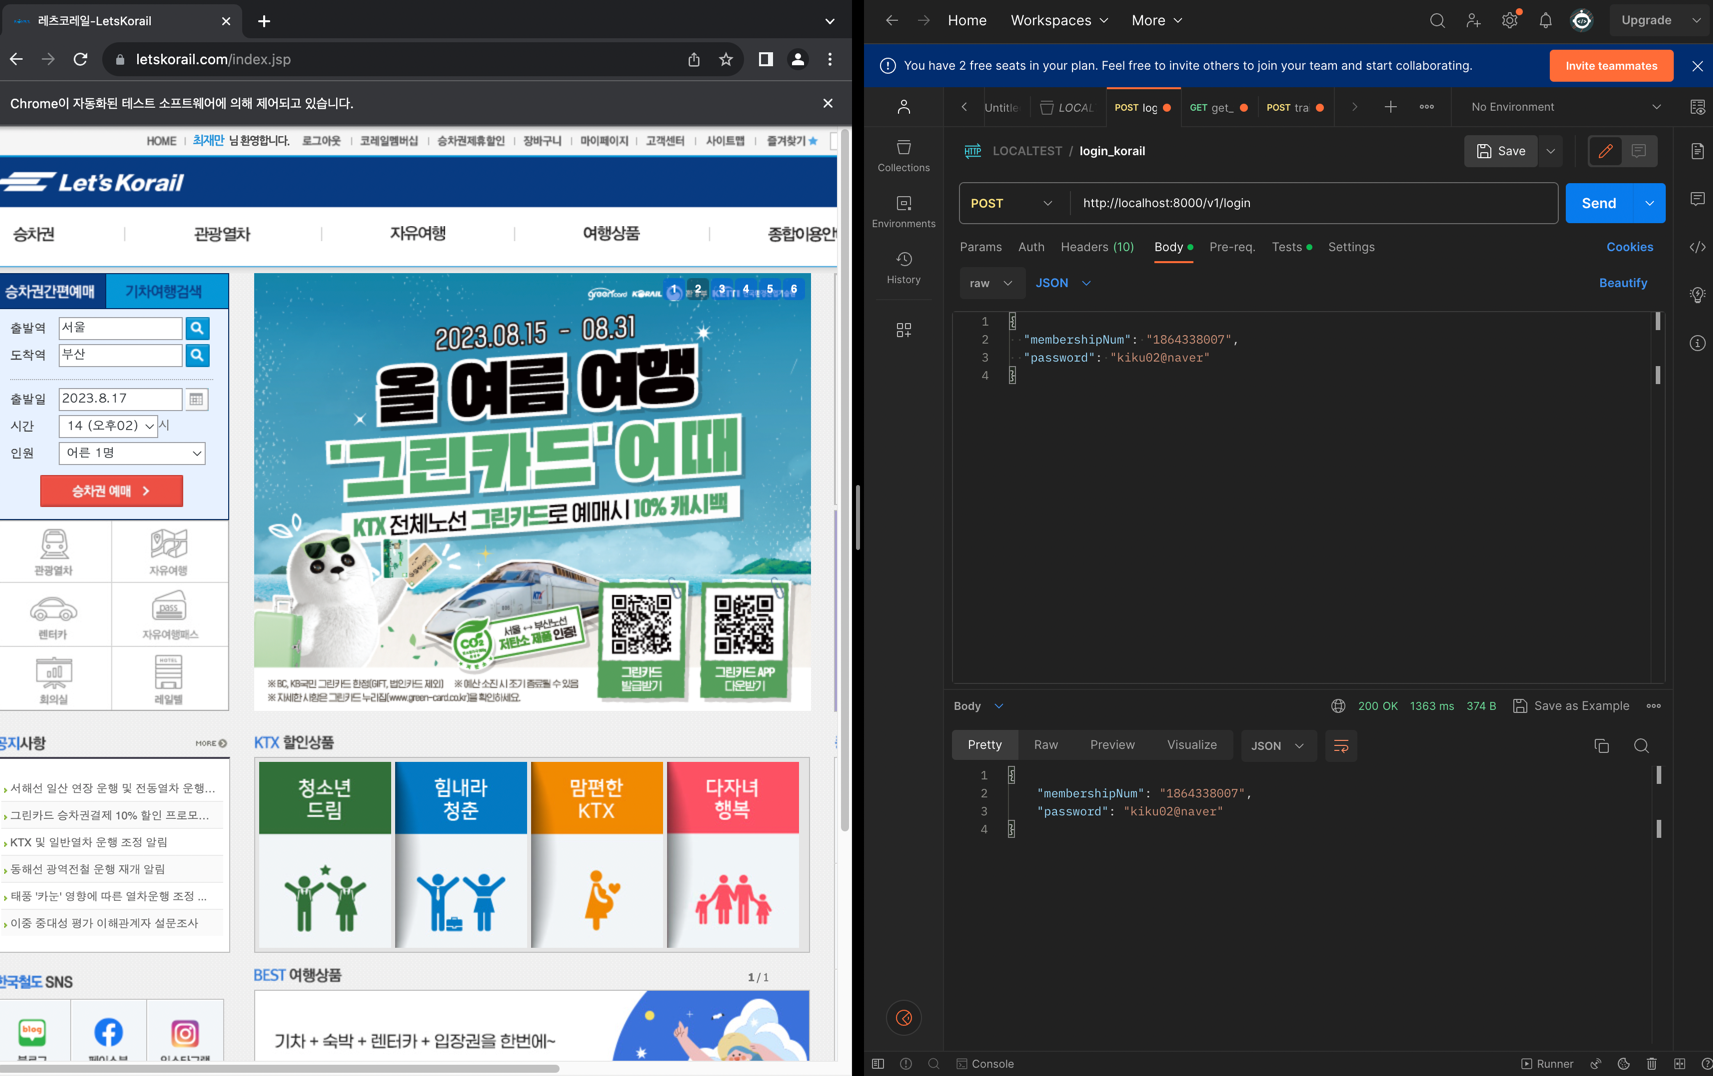 레츠코레일-LetsKorail
letskorail.com/index.jsp
Chrome이 자동화된 테스트 소프트웨어에 의해 제어되고 있습니다.
HOME 최재만 님 환영합니다. 로그아웃 코레일멤버십 승차권제휴할인 장바구니 마이페이지 고객센터 사이트맵 즐겨찾기
Let's Korail
승차권 관광열차 자유여행 여행상품 종합이용안
승차권간편예매 기차여행검색
출발역 서울
도착역 부산
출발일 2023.8.17
시간 14 (오후02) 시
인원 어른 1명
승차권 예매
관광열차 자유여행
렌터카 자유여행패스
pass
HOTEL
회의실 레일텔
greencard KORAIL
1 2 3 4 5 6
2023.08.15 - 08.31
올 여름 여행
'그린카드' 어때
KTX 전체노선 그린카드로 예매시 10% 캐시백
CO2
서울 ↔ 부산노선
저탄소 제품 인증!
그린카드
발급받기
그린카드 APP
다운받기
※ BC, KB국민 그린카드 한정(GIFT, 법인카드 제외) ※ 예산 소진 시 조기 종료될 수 있음
※ 자세한 사항은 그린카드 누리집(www.green-card.co.kr)을 확인하세요.
공지사항 MORE
서해선 일산 연장 운행 및 전동열차 운행...
그린카드 승차권결제 10% 할인 프로모...
KTX 및 일반열차 운행 조정 알림
동해선 광역전철 운행 재개 알림
태풍 '카눈' 영향에 따른 열차운행 조정 ...
이중 중대성 평가 이해관계자 설문조사
KTX 할인상품
청소년
드림
힘내라
청춘
맘편한
KTX
다자녀
행복
한국철도 SNS
blog
블로그 페이스북 인스타그램
BEST 여행상품 1 / 1
기차 + 숙박 + 렌터카 + 입장권을 한번에~
Home Workspaces More Upgrade
You have 2 free seats in your plan. Feel free to invite others to join your team and start collaborating. Invite teammates
Untitle LOCAL POST log GET get_ POST tra No Environment
Collections
Environments
History
HTTP LOCALTEST / login_korail Save
POST http://localhost:8000/v1/login Send
Params Auth Headers (10) Body Pre-req. Tests Settings Cookies
raw JSON Beautify
1 {
2 "membershipNum": "1864338007",
3 "password": "kiku02@naver"
4 }
Body 200 OK 1363 ms 374 B Save as Example
Pretty Raw Preview Visualize JSON
1 {
2 "membershipNum": "1864338007",
3 "password": "kiku02@naver"
4 }
Console Runner